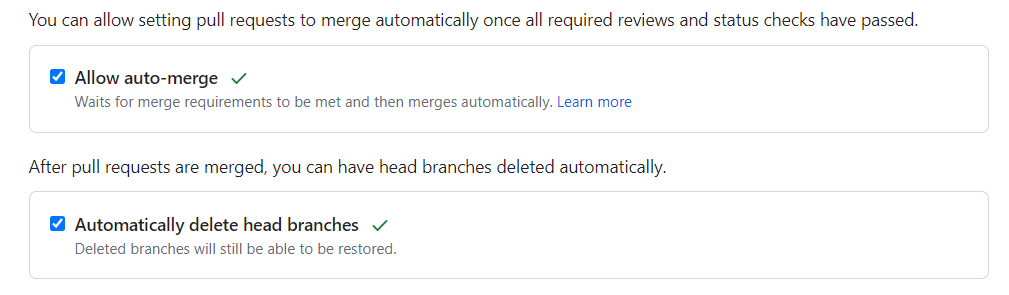 You can allow setting pull requests to merge automatically once all required reviews and status checks have passed.
Allow auto-merge
Waits for merge requirements to be met and then merges automatically. Learn more
After pull requests are merged, you can have head branches deleted automatically.
Automatically delete head branches
Deleted branches will still be able to be restored.